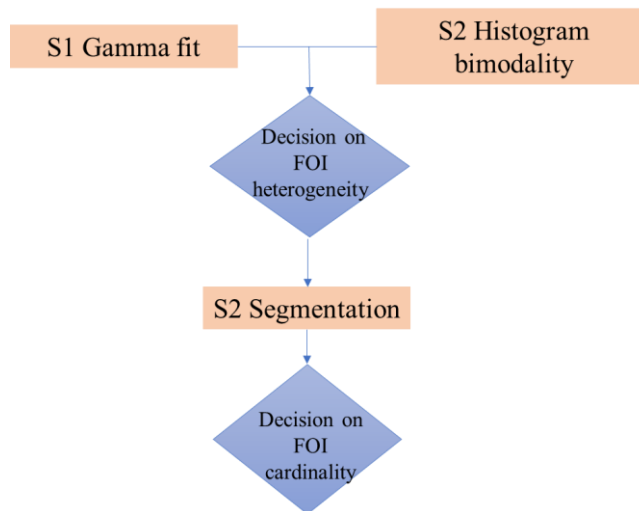 S1 Gamma fit
S2 Histogram
bimodality
Decision on
FOI
heterogeneity
S2 Segmentation
Decision on
FOI
cardinality